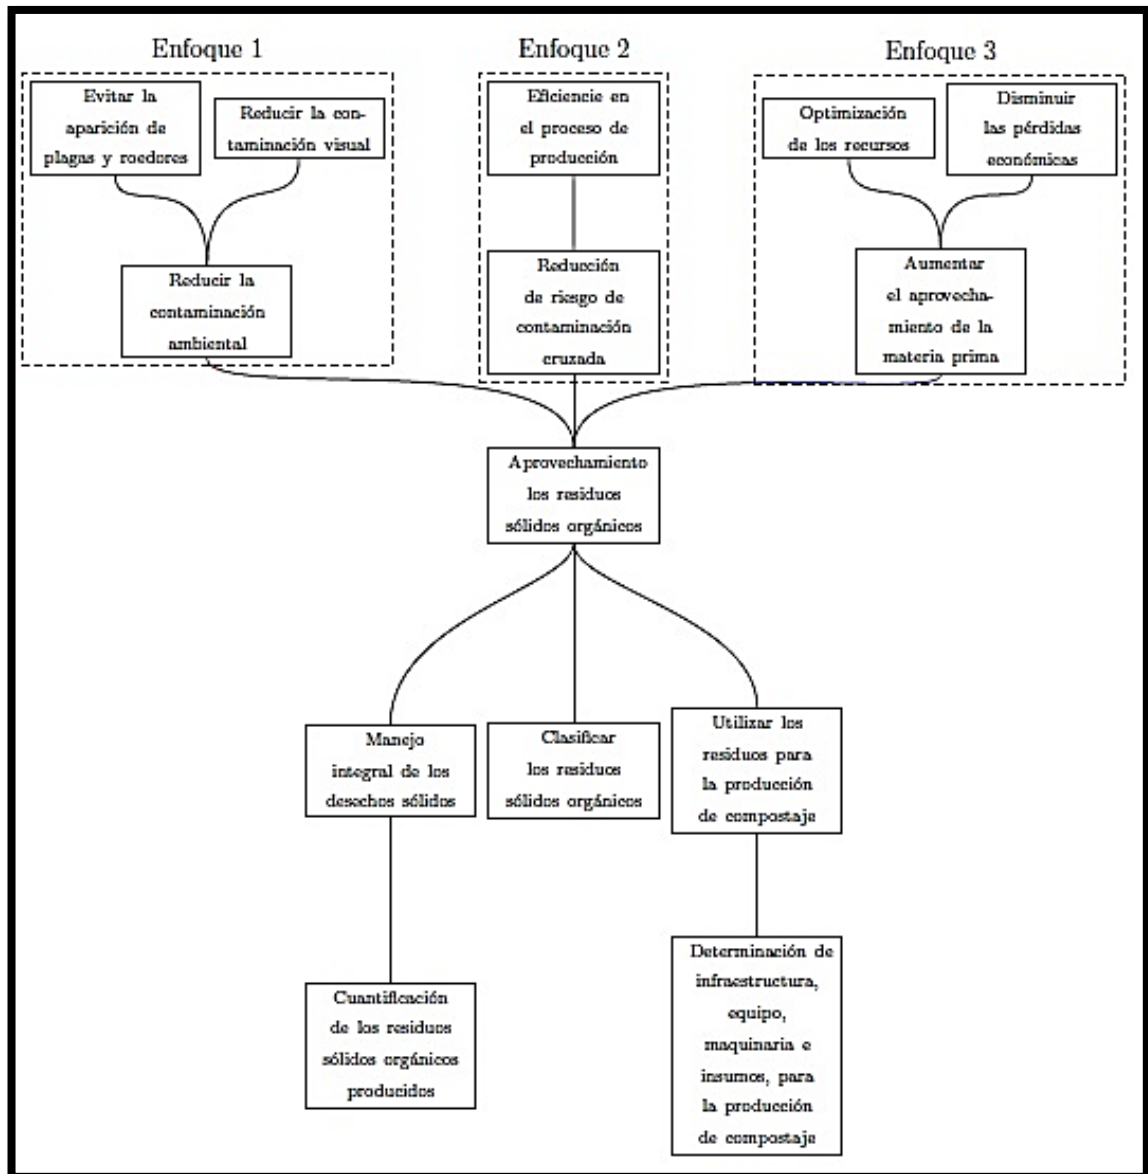 Enfoque 1
Evitar la
aparición de
plagas y roedores
Reducir la con-
taminación visual
Reducir la
contaminación
ambiental
Enfoque 2
Eficiencie en
el proceso de
producción
Reducción
de riesgo de
contaminación
cruzada
Enfoque 3
Optimización
de los recursos
Disminuir
las pérdidas
económicas
Aumentar
el aprovecha-
miento de la
materia prima
Aprovechamiento
los residuos
sólidos orgánicos
Manejo
integral de los
desechos sólidos
Clasificar
los residuos
sólidos orgánicos
Utilizar los
residuos para
la producción
de compostaje
Cuantificación
de los residuos
sólidos orgánicos
producidos
Determinación de
infraestructura,
equipo,
maquinaria e
insumos, para
la producción
de compostaje